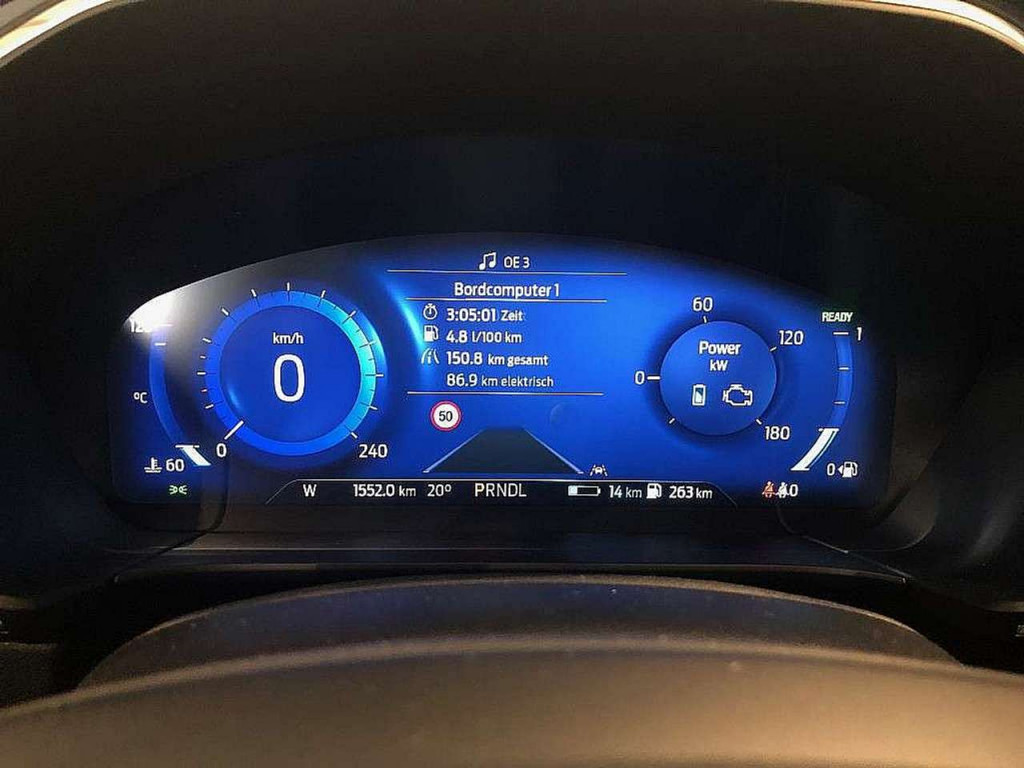 OE 3
Bordcomputer 1
3:05:01 Zeit
4.8 l/100 km
150.8 km gesamt
86.9 km elektrisch
50
km/h
0
0
240
°C
60
Power
kW
0
60
120
180
READY
1
0
W 1552.0 km 20° PRNDL 14 km 263 km